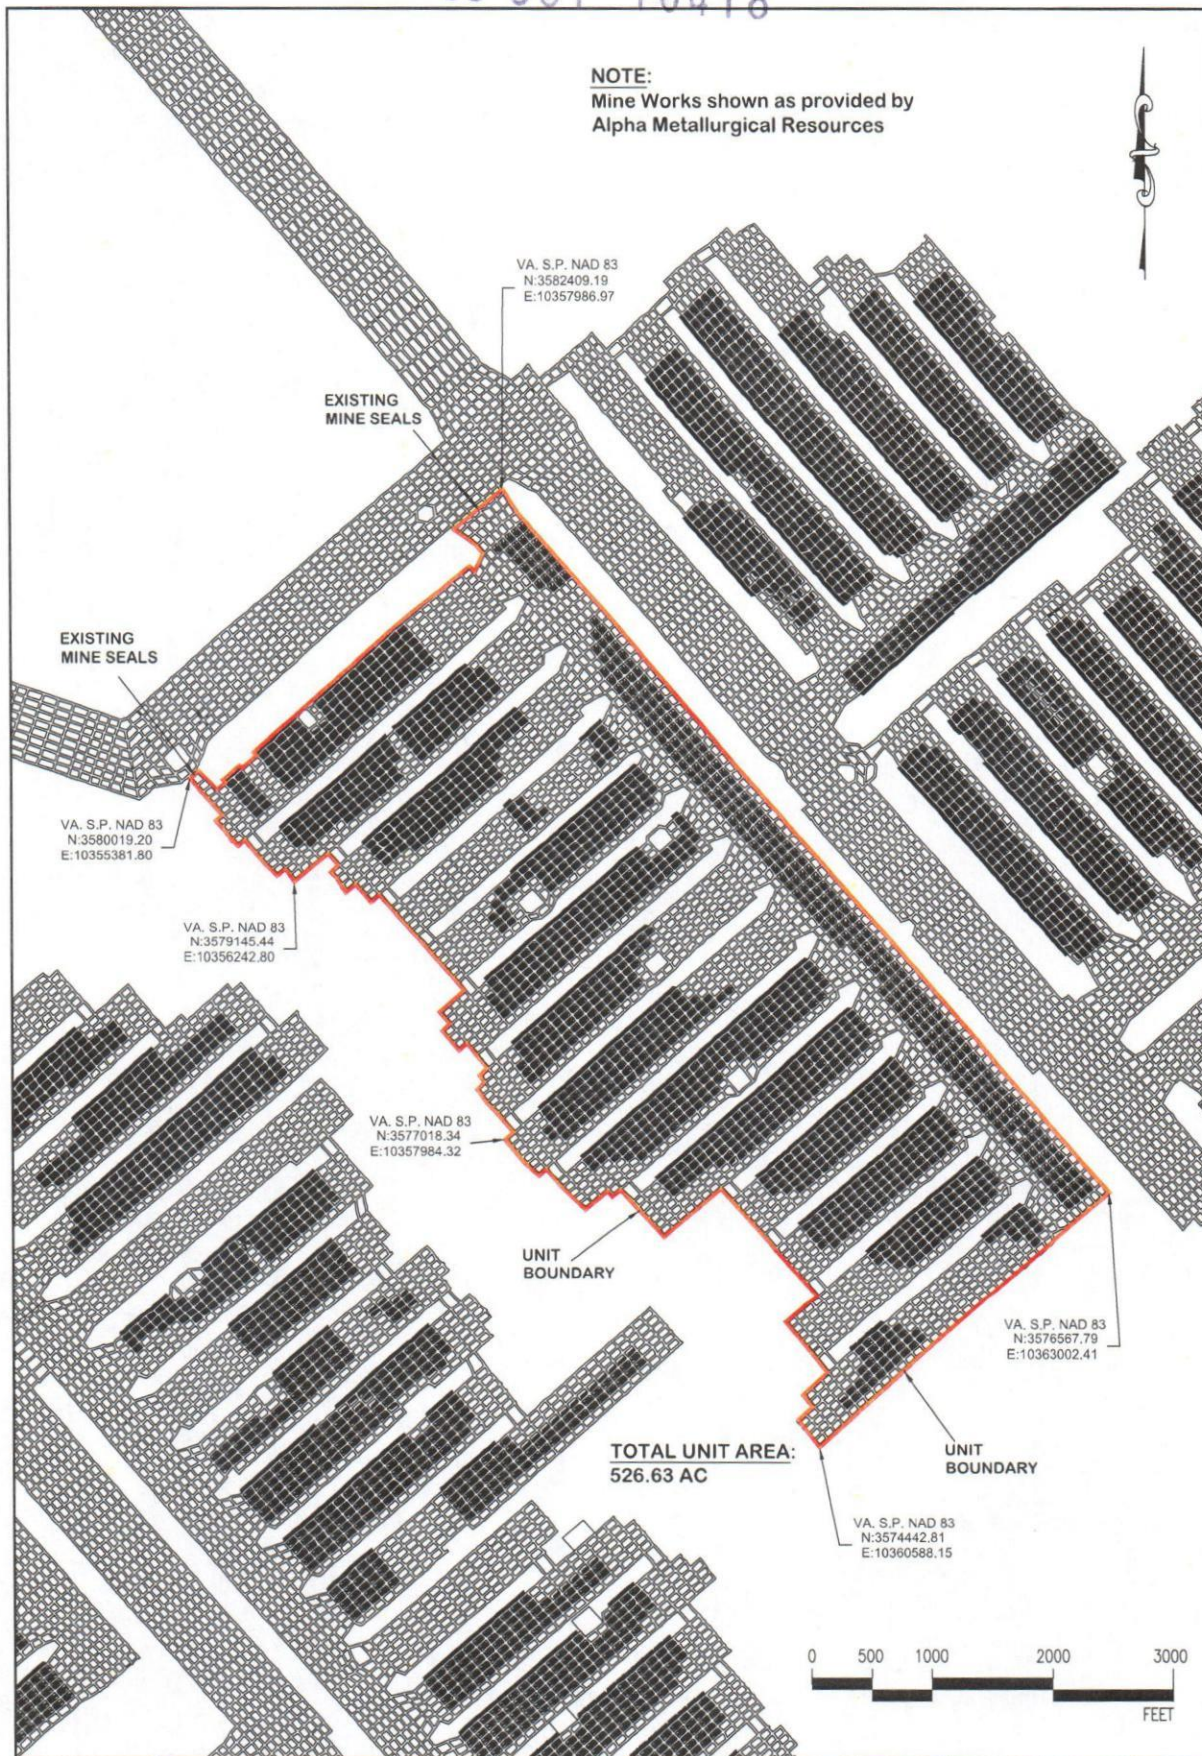 NOTE:
Mine Works shown as provided by
Alpha Metallurgical Resources
VA. S.P. NAD 83
N:3582409.19
E:10357986.97
EXISTING
MINE SEALS
EXISTING
MINE SEALS
VA. S.P. NAD 83
N:3580019.20
E:10355381.80
VA. S.P. NAD 83
N:3579145.44
E:10356242.80
VA. S.P. NAD 83
N:3577018.34
E:10357984.32
UNIT
BOUNDARY
VA. S.P. NAD 83
N:3576567.79
E:10363002.41
TOTAL UNIT AREA:
526.63 AC
UNIT
BOUNDARY
VA. S.P. NAD 83
N:3574442.81
E:10360588.15
0 500 1000 2000 3000
FEET